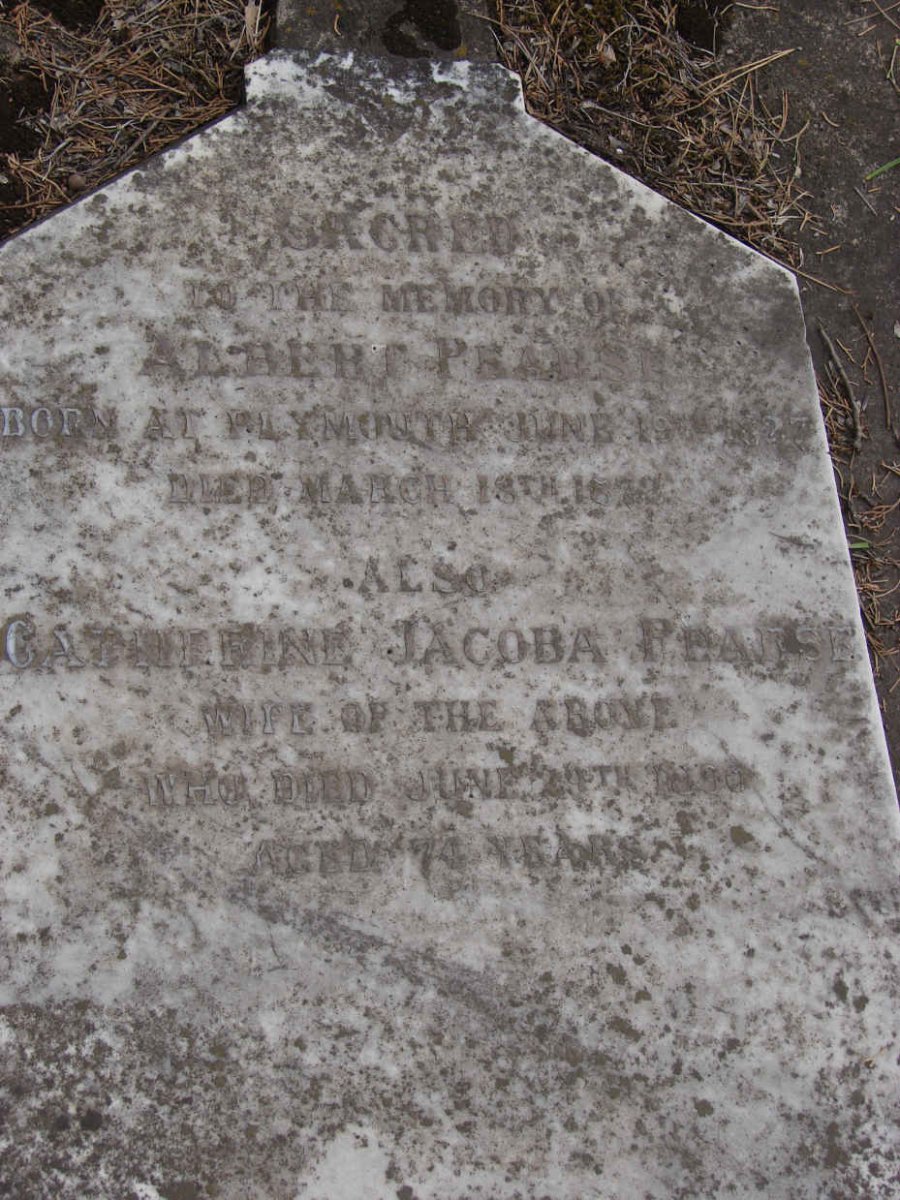 SACRED
TO THE MEMORY OF
ALBERT PEARSE
BORN AT PLYMOUTH JUNE
DIED MARCH 18TH
ALSO
CATHERINE JACOBA PEARSE
WIFE OF THE ABOVE
WHO DIED JUNE
AGED 74 YEARS